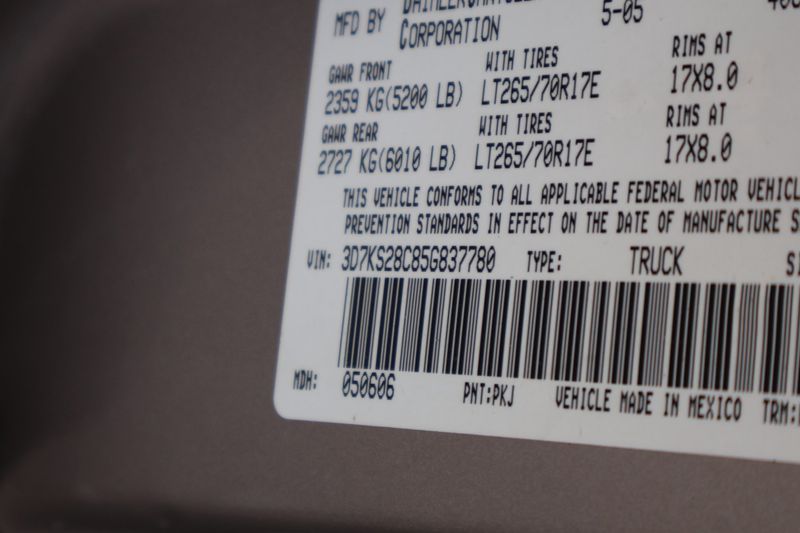 MFD BY
5-05
CORPORATION
GAWR FRONT WITH TIRES RIMS AT
2359 KG(5200 LB) LT265/70R17E 17X8.0
GAWR REAR WITH TIRES RIMS AT
2727 KG(6010 LB) LT265/70R17E 17X8.0
THIS VEHICLE CONFORMS TO ALL APPLICABLE FEDERAL MOTOR VEHICL
PREVENTION STANDARDS IN EFFECT ON THE DATE OF MANUFACTURE S
VIN: 3D7KS28C85G837780 TYPE: TRUCK
MDH: 050606 PNT:PKJ VEHICLE MADE IN MEXICO TRM: